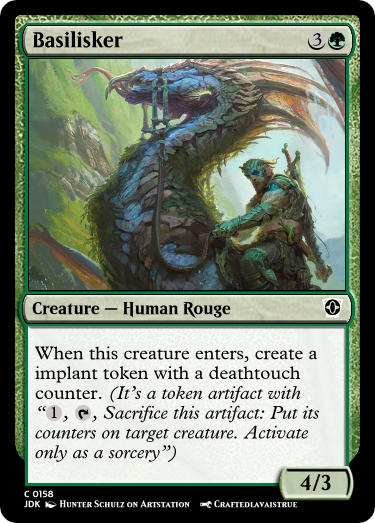 Basilisker 3
Creature — Human Rouge
When this creature enters, create a
implant token with a deathtouch
counter. (It's a token artifact with
“1, , Sacrifice this artifact: Put its
counters on target creature. Activate
only as a sorcery”)
4/3
C 0158
JDK Hunter Schulz on Artstation Craftedlavaistrue